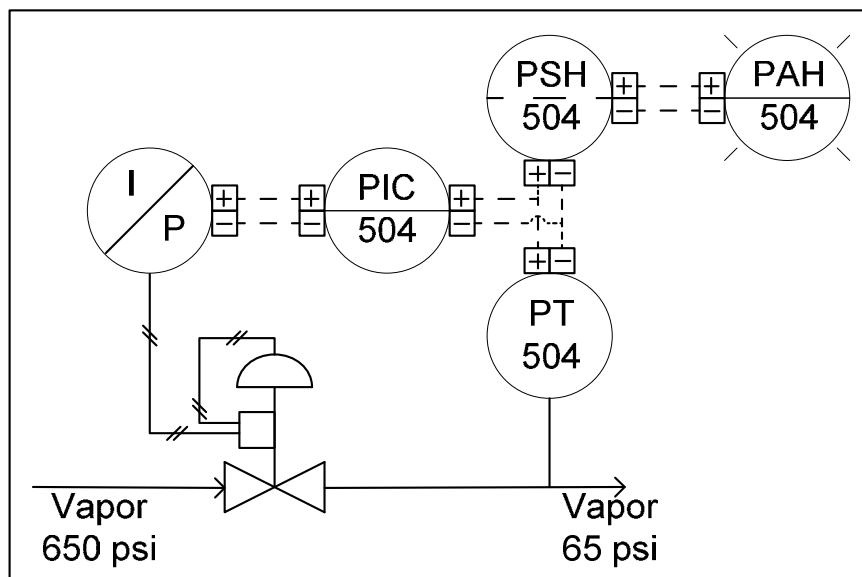 PSH
504
+
−
+
−
PAH
504
I
P
+
−
+
−
PIC
504
+
−
+ −
+ −
PT
504
Vapor
650 psi
Vapor
65 psi